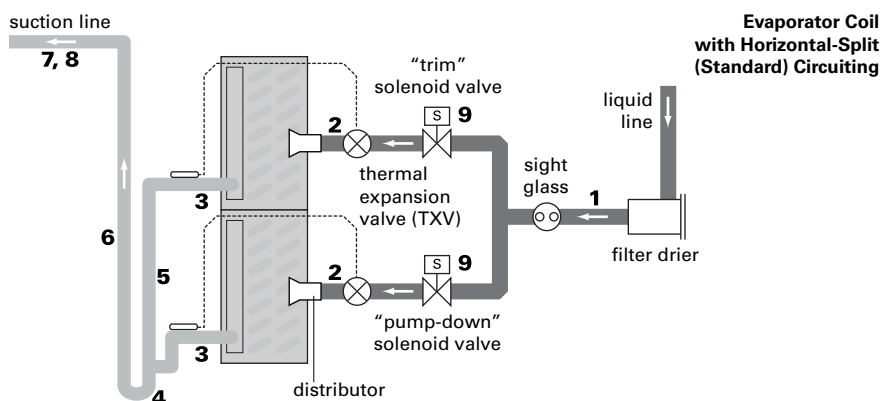 suction line
7, 8
Evaporator Coil
with Horizontal-Split
(Standard) Circuiting
“trim”
solenoid valve
S
9
2
liquid
line
thermal
expansion
valve (TXV)
sight
glass
1
filter drier
3
6
5
S
9
2
“pump-down”
solenoid valve
3
4
distributor